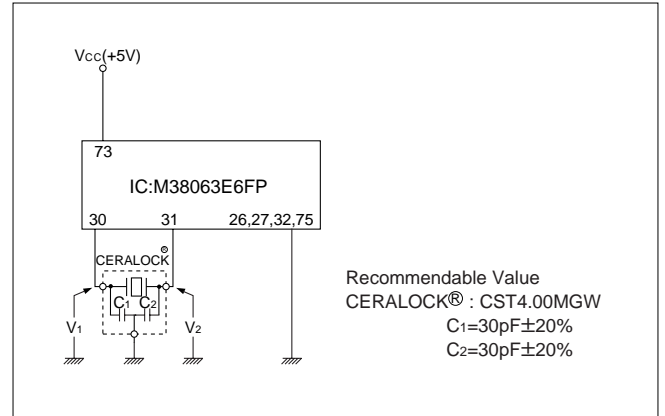 Vcc(+5V)
73
IC:M38063E6FP
30 31 26,27,32,75
CERALOCK®
C1 C2
V1 V2
Recommendable Value
CERALOCK® : CST4.00MGW
C1=30pF±20%
C2=30pF±20%